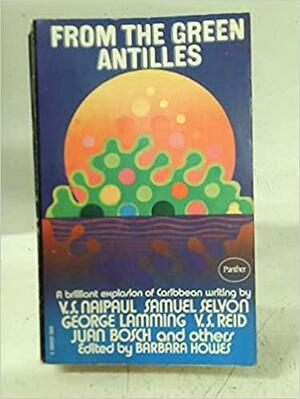 FROM THE GREEN
ANTILLES
Panther
A brilliant explosion of Caribbean writing by
V.S. NAIPAUL SAMUEL SELVON
GEORGE LAMMING V.S. REID
JUAN BOSCH and others
Edited by BARBARA HOWES